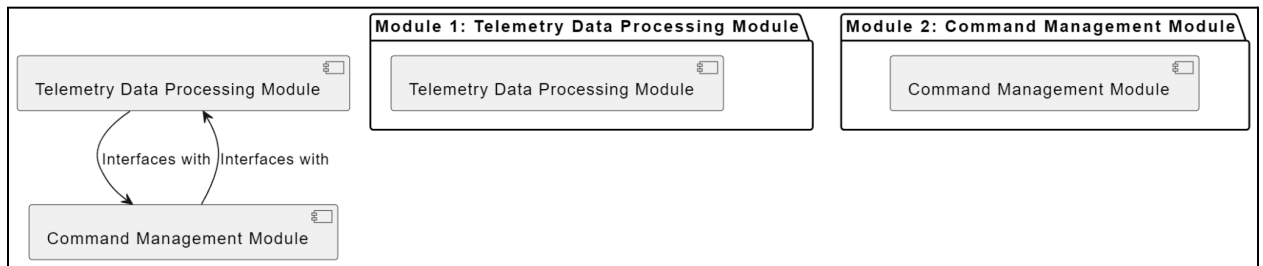 Module 1: Telemetry Data Processing Module
Module 2: Command Management Module
Telemetry Data Processing Module
Telemetry Data Processing Module
Command Management Module
Interfaces with
Interfaces with
Command Management Module